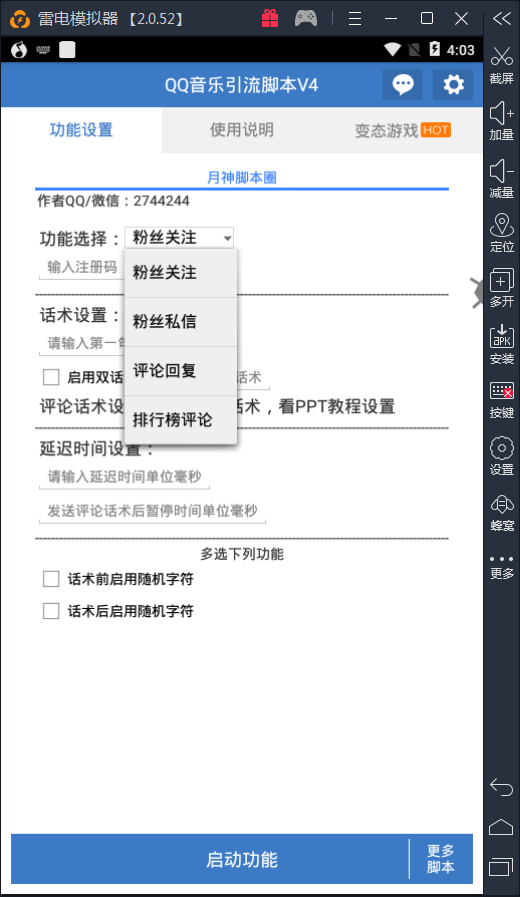 雷电模拟器 【2.0.52】
4:03
QQ音乐引流脚本V4
功能设置
使用说明
变态游戏 HOT
月神脚本圈
作者QQ/微信：2744244
功能选择：
粉丝关注
输入注册码
粉丝关注
粉丝私信
评论回复
排行榜评论
话术设置：
请输入第一
启用双话
话术
评论话术设
话术，看PPT教程设置
延迟时间设置：
请输入延迟时间单位毫秒
发送评论话术后暂停时间单位毫秒
多选下列功能
话术前启用随机字符
话术后启用随机字符
启动功能
更多
脚本
截屏
加量
减量
定位
多开
APK
安装
按键
设置
蜂窝
更多